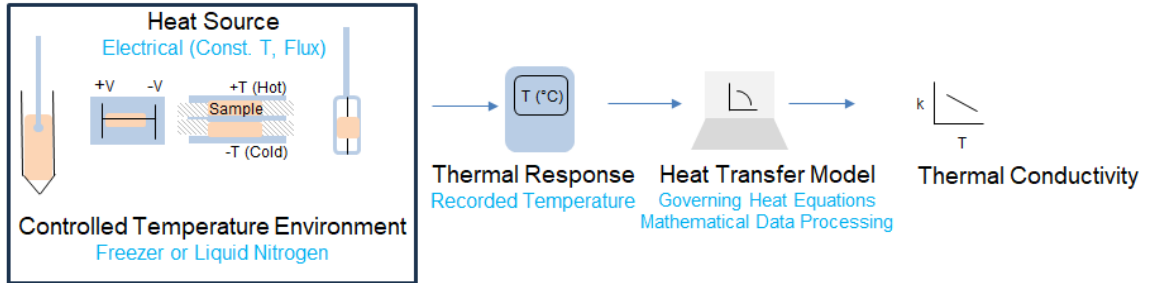 Heat Source
Electrical (Const. T, Flux)
+V -V
+T (Hot)
Sample
-T (Cold)
Controlled Temperature Environment
Freezer or Liquid Nitrogen
T (°C)
Thermal Response
Recorded Temperature
Heat Transfer Model
Governing Heat Equations
Mathematical Data Processing
k
T
Thermal Conductivity